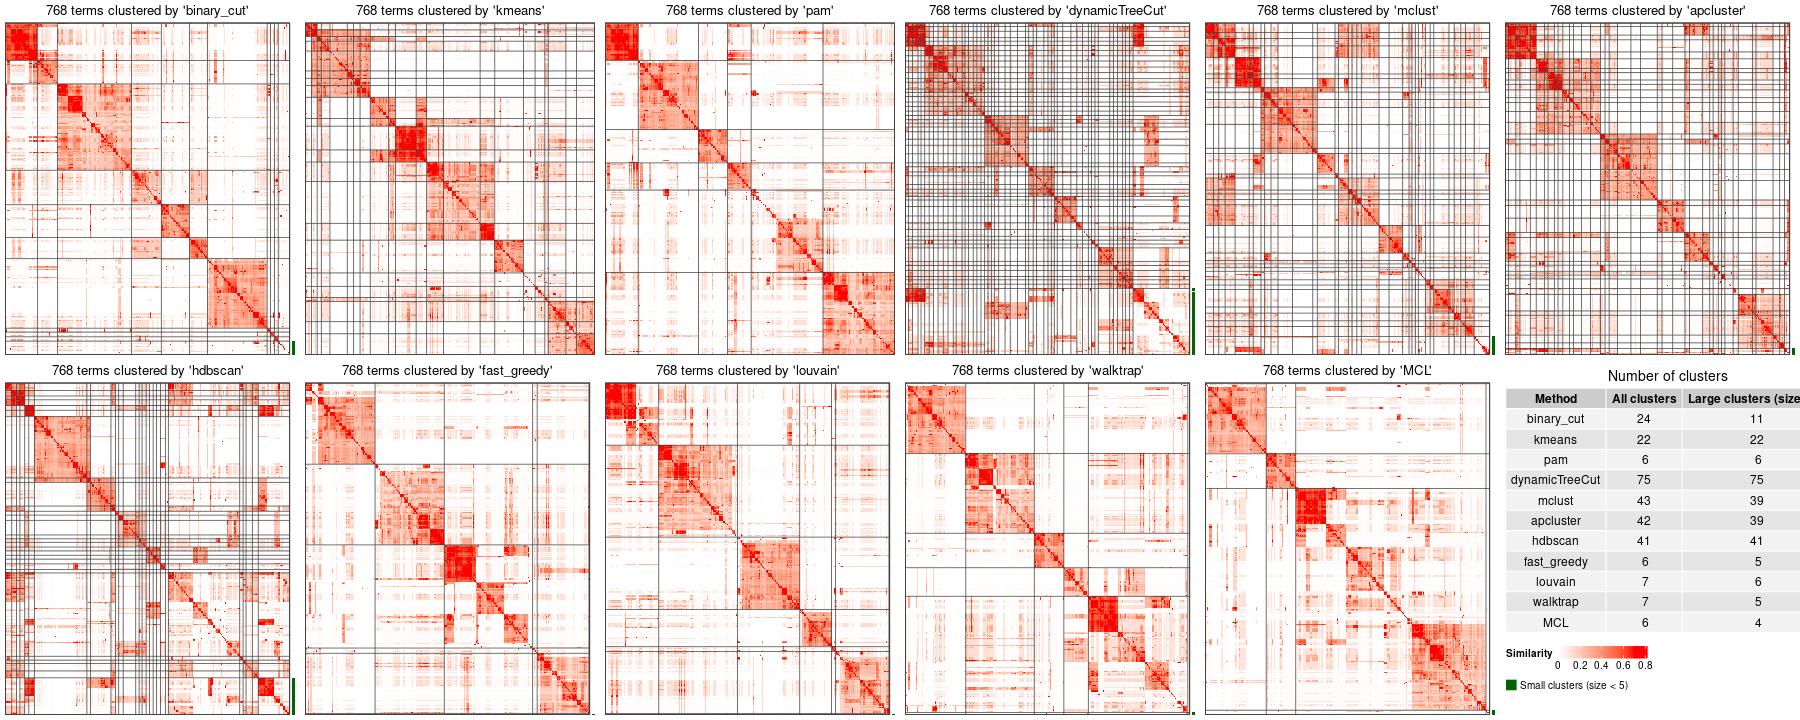 768 terms clustered by 'binary_cut'
768 terms clustered by 'kmeans'
768 terms clustered by 'pam'
768 terms clustered by 'dynamicTreeCut'
768 terms clustered by 'mclust'
768 terms clustered by 'apcluster'
768 terms clustered by 'hdbscan'
768 terms clustered by 'fast_greedy'
768 terms clustered by 'louvain'
768 terms clustered by 'walktrap'
768 terms clustered by 'MCL'
Number of clusters
Method All clusters Large clusters (size
binary_cut 24 11
kmeans 22 22
pam 6 6
dynamicTreeCut 75 75
mclust 43 39
apcluster 42 39
hdbscan 41 41
fast_greedy 6 5
louvain 7 6
walktrap 7 5
MCL 6 4
Similarity
0 0.2 0.4 0.6 0.8
Small clusters (size < 5)